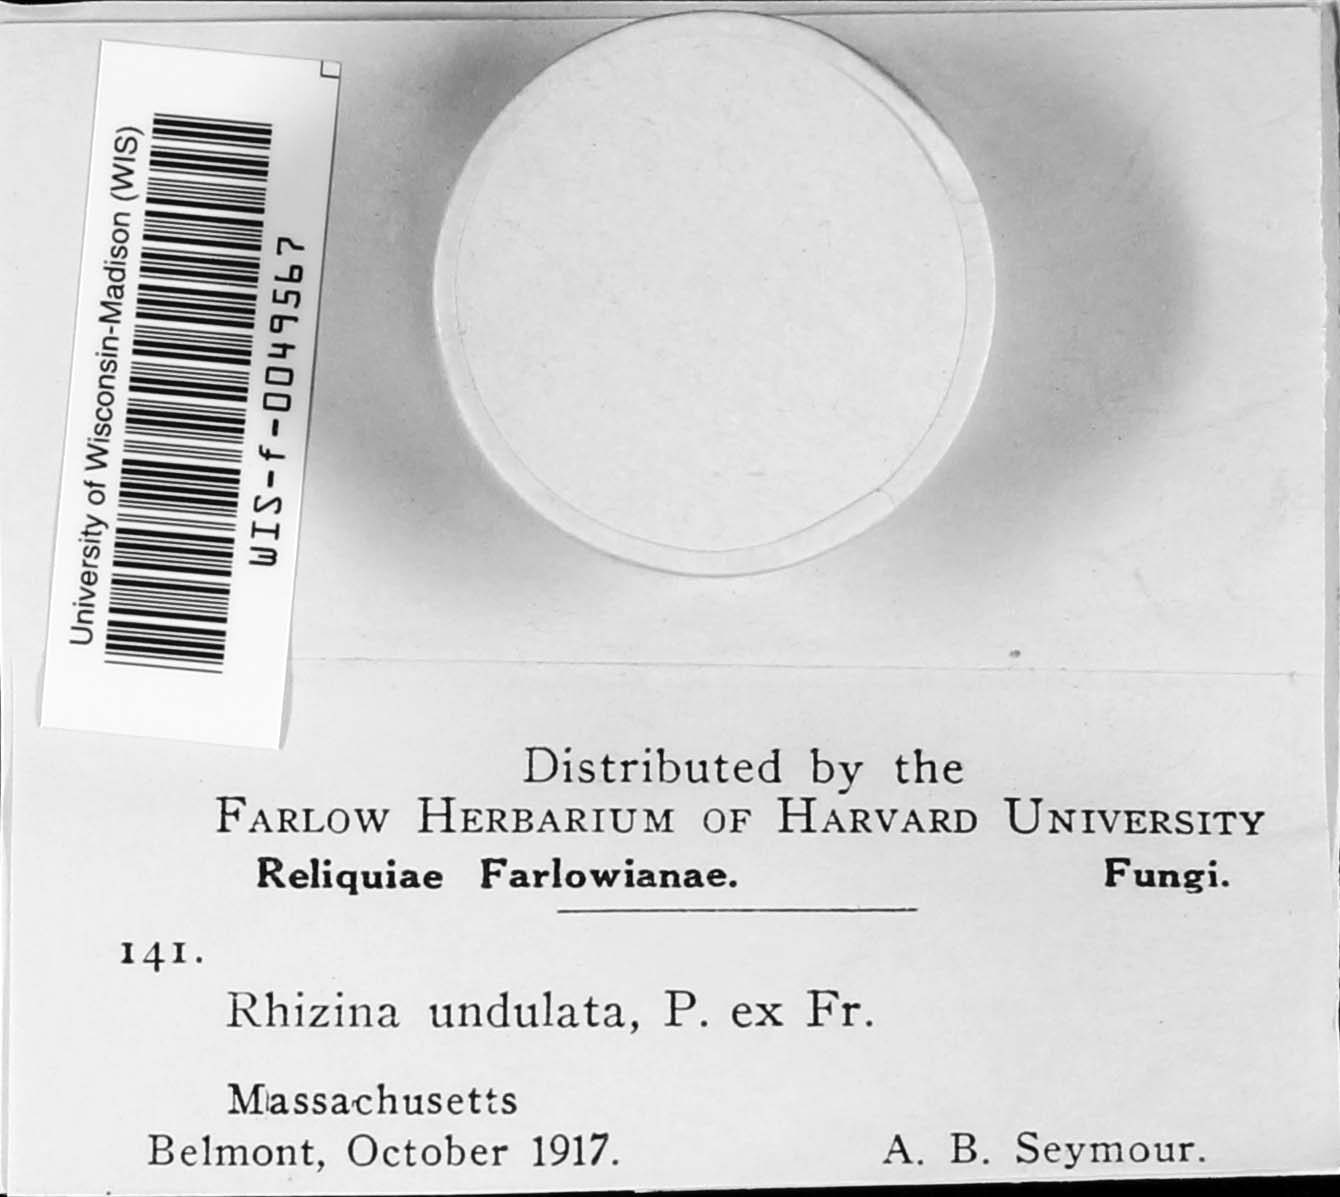 University of Wisconsin-Madison (WIS)
WIS-f-0049567
Distributed by the
FARLOW HERBARIUM OF HARVARD UNIVERSITY
Reliquiae Farlowianae. Fungi.
141.
Rhizina undulata, P. ex Fr.
Massachusetts
Belmont, October 1917. A. B. Seymour.